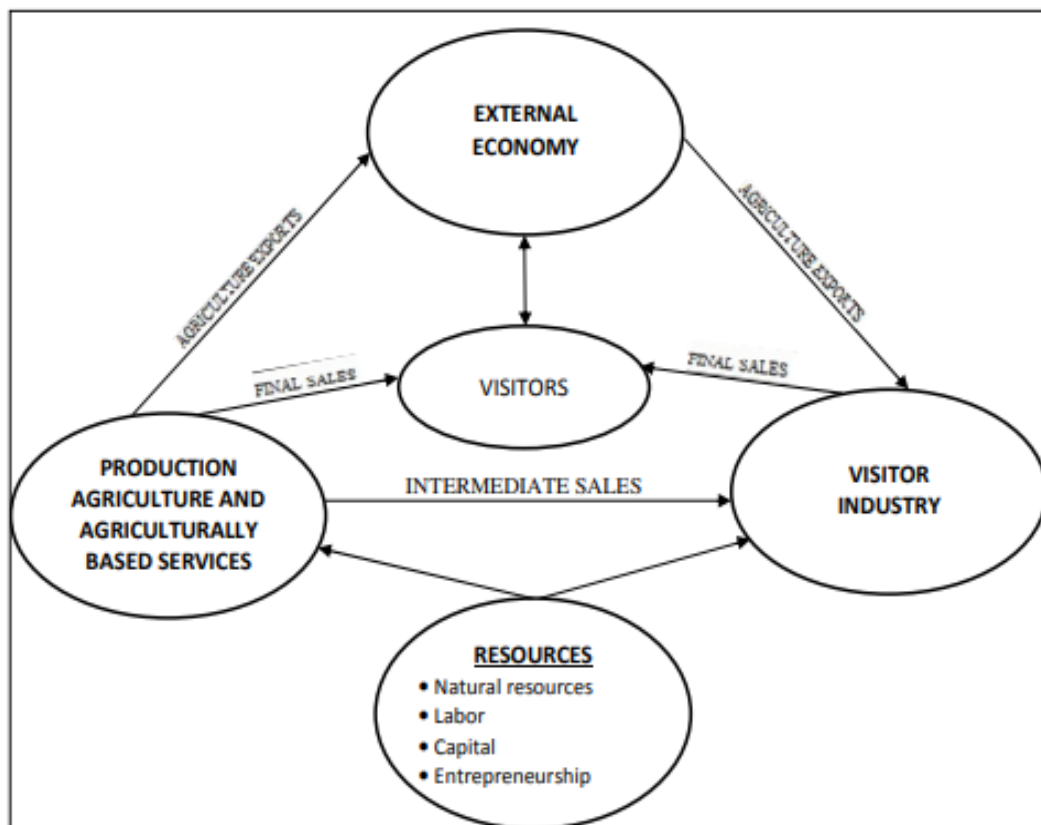 EXTERNAL
ECONOMY
AGRICULTURE EXPORTS
AGRICULTURE EXPORTS
FINAL SALES
VISITORS
FINAL SALES
PRODUCTION
AGRICULTURE AND
AGRICULTURALLY
BASED SERVICES
INTERMEDIATE SALES
VISITOR
INDUSTRY
RESOURCES
• Natural resources
• Labor
• Capital
• Entrepreneurship